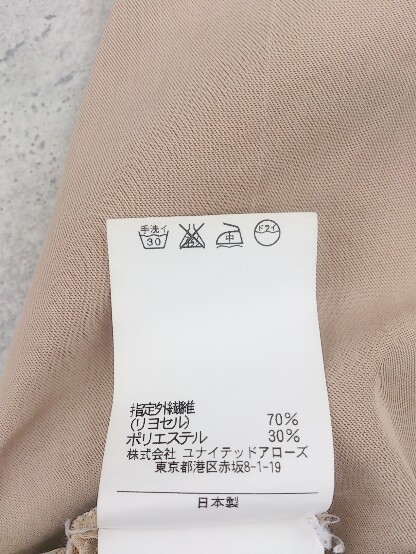 手洗イ 30 中 ドライ
指定外繊維
(リヨセル) 70%
ポリエステル 30%
株式会社 ユナイテッドアローズ
東京都港区赤坂8-1-19
日本製